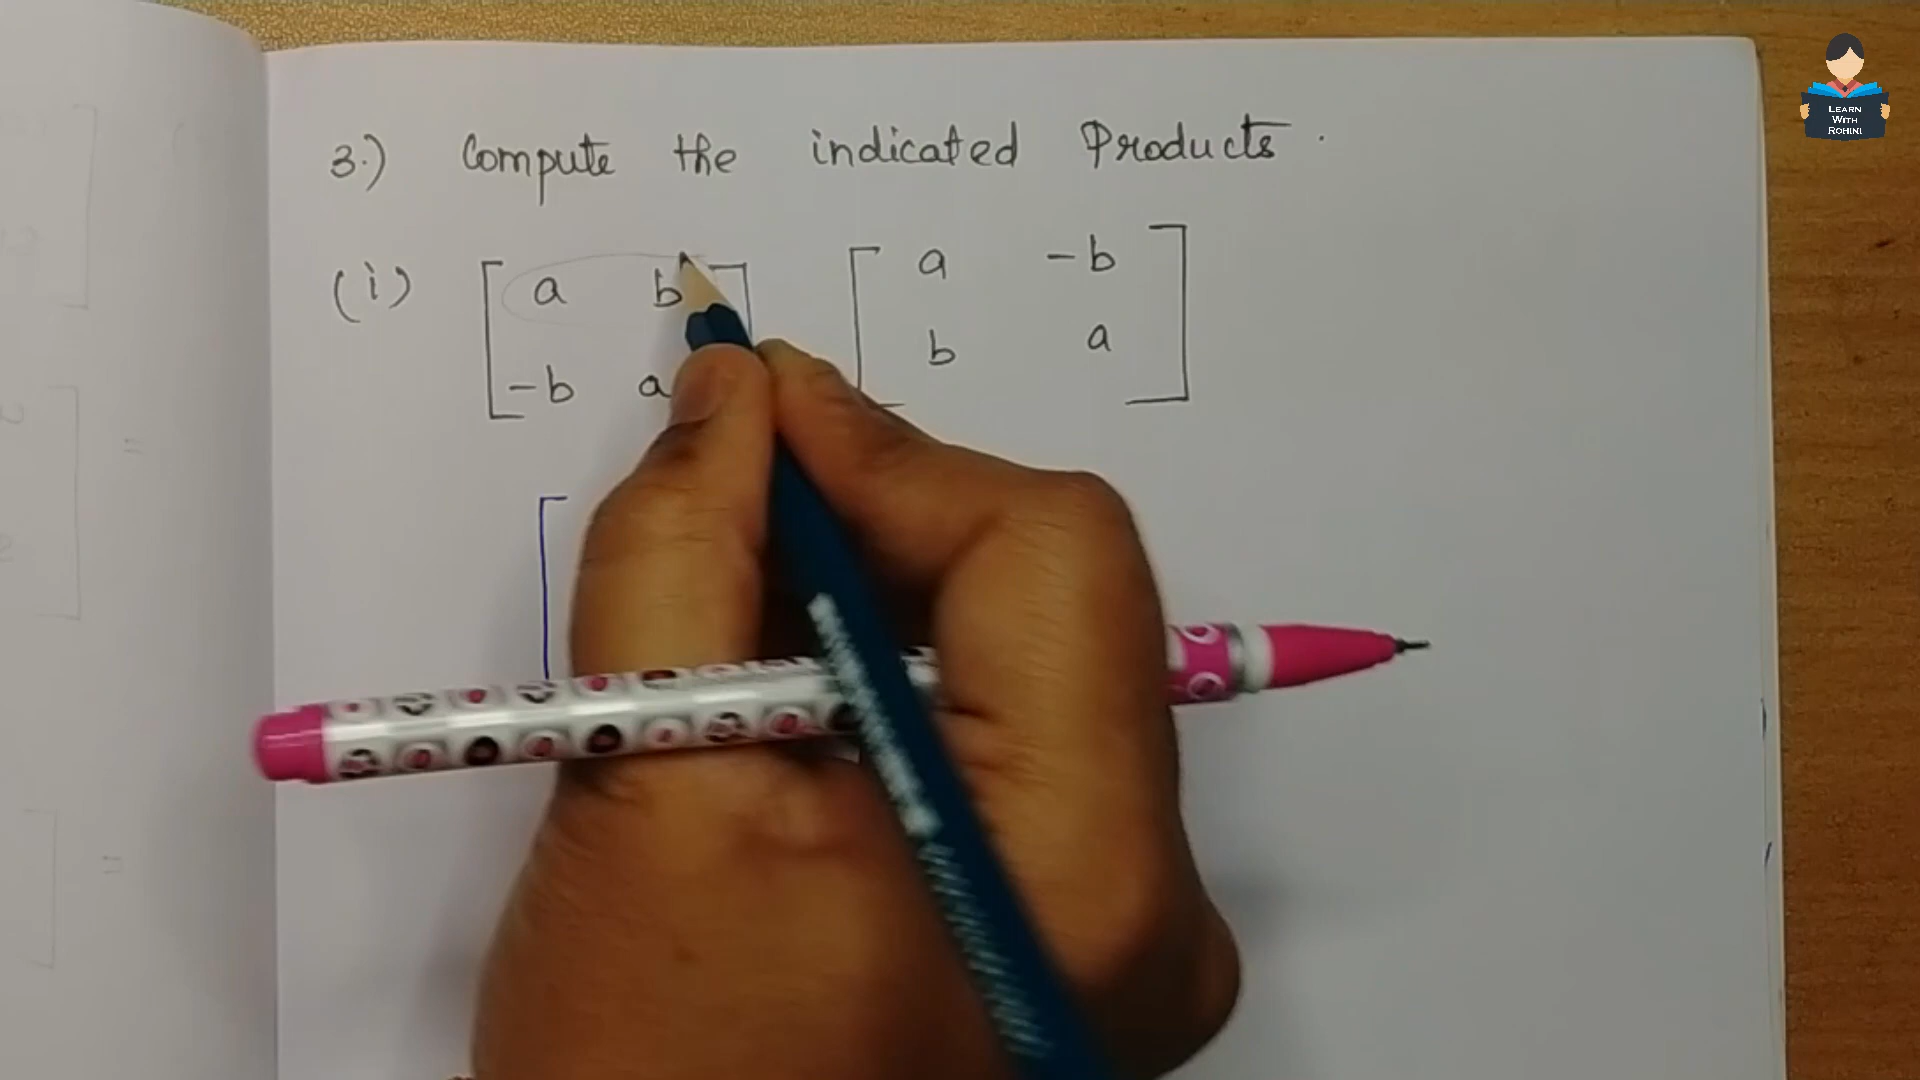 3.) Compute the indicated Products.
(i) [ a b ] [ a -b ]
[ -b a ] [ b a ]
LEARN
WITH
ROHINI